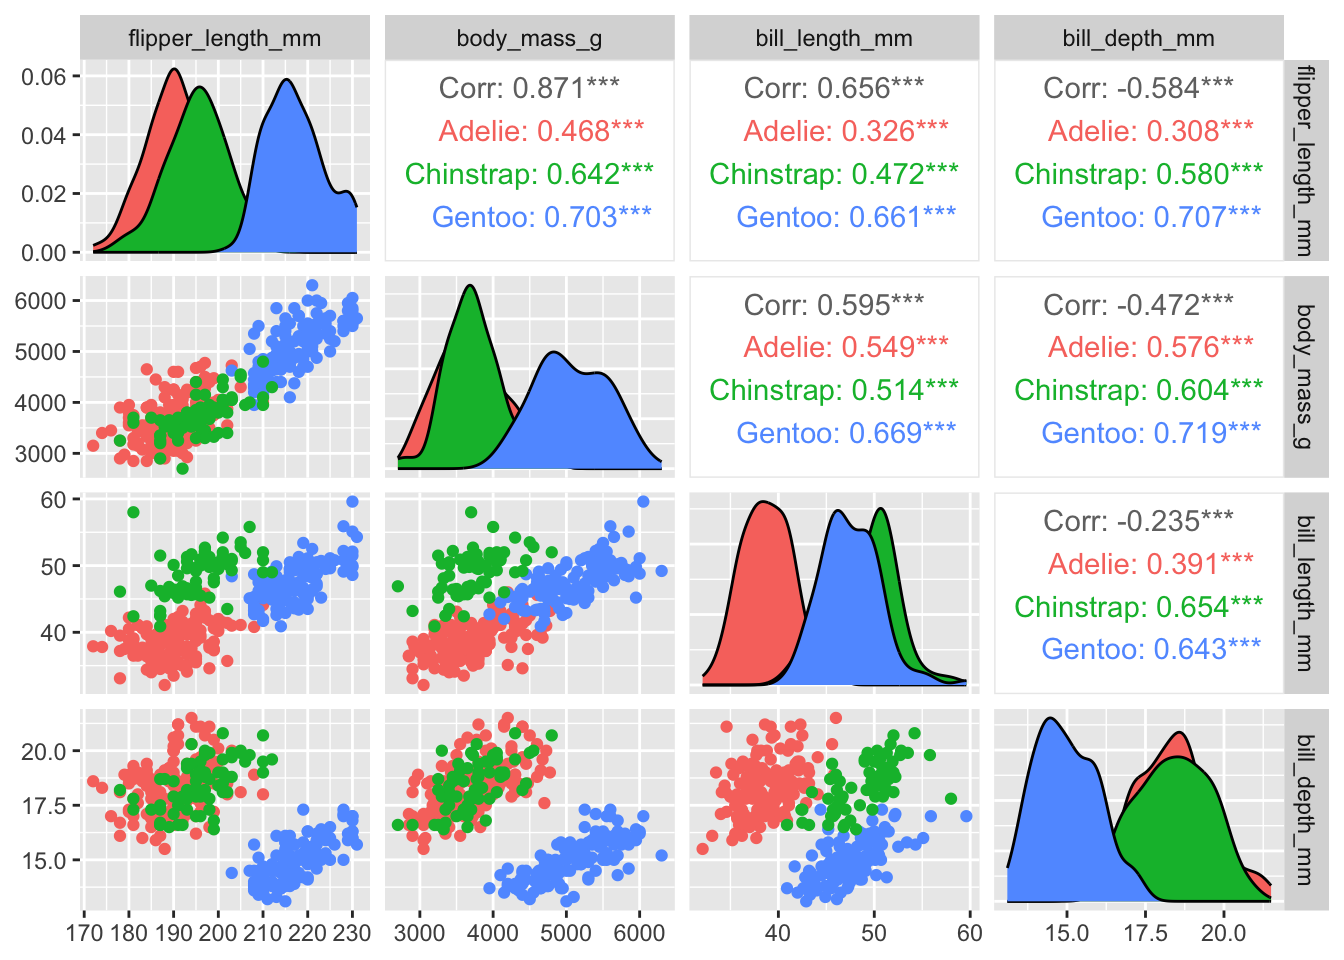 flipper_length_mm
body_mass_g
bill_length_mm
bill_depth_mm
0.06
0.04
0.02
0.00
Corr: 0.871***
Adelie: 0.468***
Chinstrap: 0.642***
Gentoo: 0.703***
Corr: 0.656***
Adelie: 0.326***
Chinstrap: 0.472***
Gentoo: 0.661***
Corr: -0.584***
Adelie: 0.308***
Chinstrap: 0.580***
Gentoo: 0.707***
flipper_length_mm
6000
5000
4000
3000
Corr: 0.595***
Adelie: 0.549***
Chinstrap: 0.514***
Gentoo: 0.669***
Corr: -0.472***
Adelie: 0.576***
Chinstrap: 0.604***
Gentoo: 0.719***
body_mass_g
60
50
40
Corr: -0.235***
Adelie: 0.391***
Chinstrap: 0.654***
Gentoo: 0.643***
bill_length_mm
20.0
17.5
15.0
bill_depth_mm
170 180 190 200 210 220 230
3000 4000 5000 6000
40 50 60
15.0 17.5 20.0